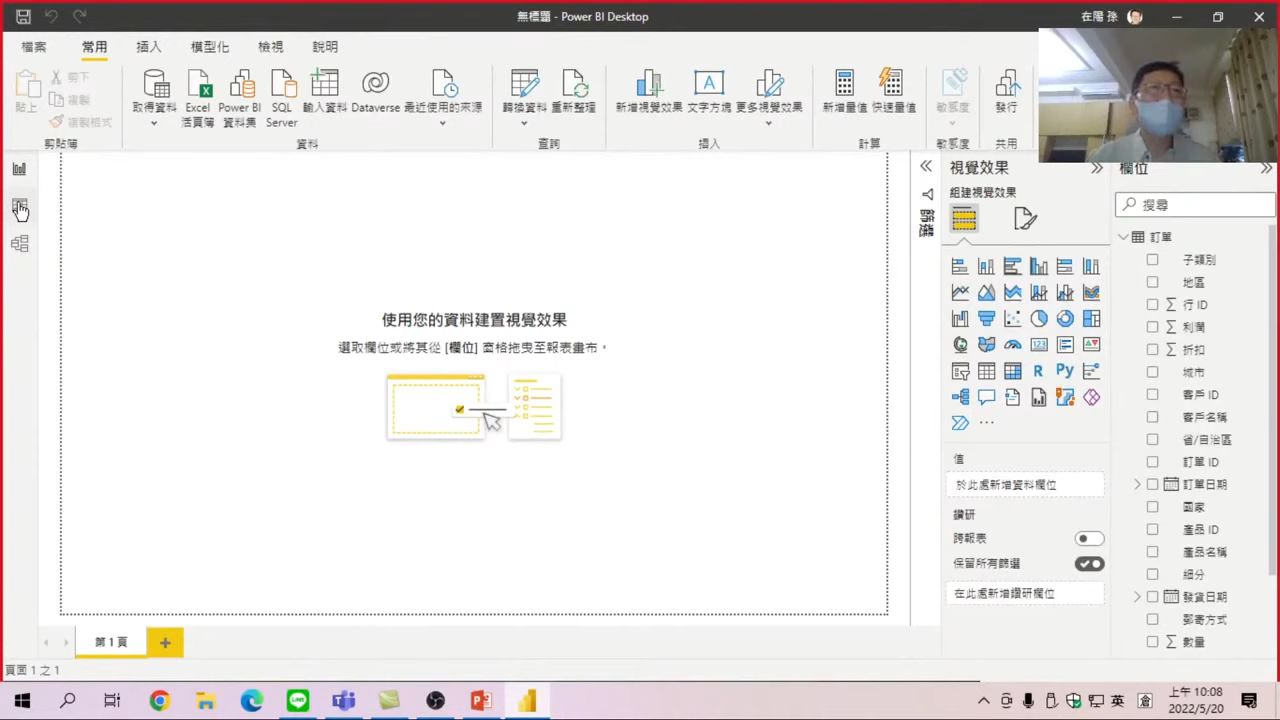 無標題 - Power BI Desktop
在陽 孫
檔案 常用 插入 模型化 檢視 說明
貼上
剪下
複製
複製格式
剪貼簿
取得資料
Excel 活頁簿
Power BI 資料集
SQL Server
輸入資料
Dataverse
最近使用的來源
資料
轉換資料
重新整理
查詢
新增視覺效果
文字方塊
更多視覺效果
插入
新增量值
快速量值
計算
敏感度
敏感度
發行
共用
篩選
使用您的資料建置視覺效果
選取欄位或將其從 [欄位] 窗格拖曳至報表畫布。
視覺效果
組建視覺效果
R
Py
123
值
於此處新增資料欄位
鑽研
跨報表
保留所有篩選
在此處新增鑽研欄位
欄位
搜尋
訂單
子類別
地區
行 ID
利潤
折扣
城市
客戶 ID
客戶名稱
省/自治區
訂單 ID
訂單日期
國家
產品 ID
產品名稱
細分
發貨日期
郵寄方式
數量
第 1 頁
頁面 1 之 1
LINE
英
倉
上午 10:08
2022/5/20